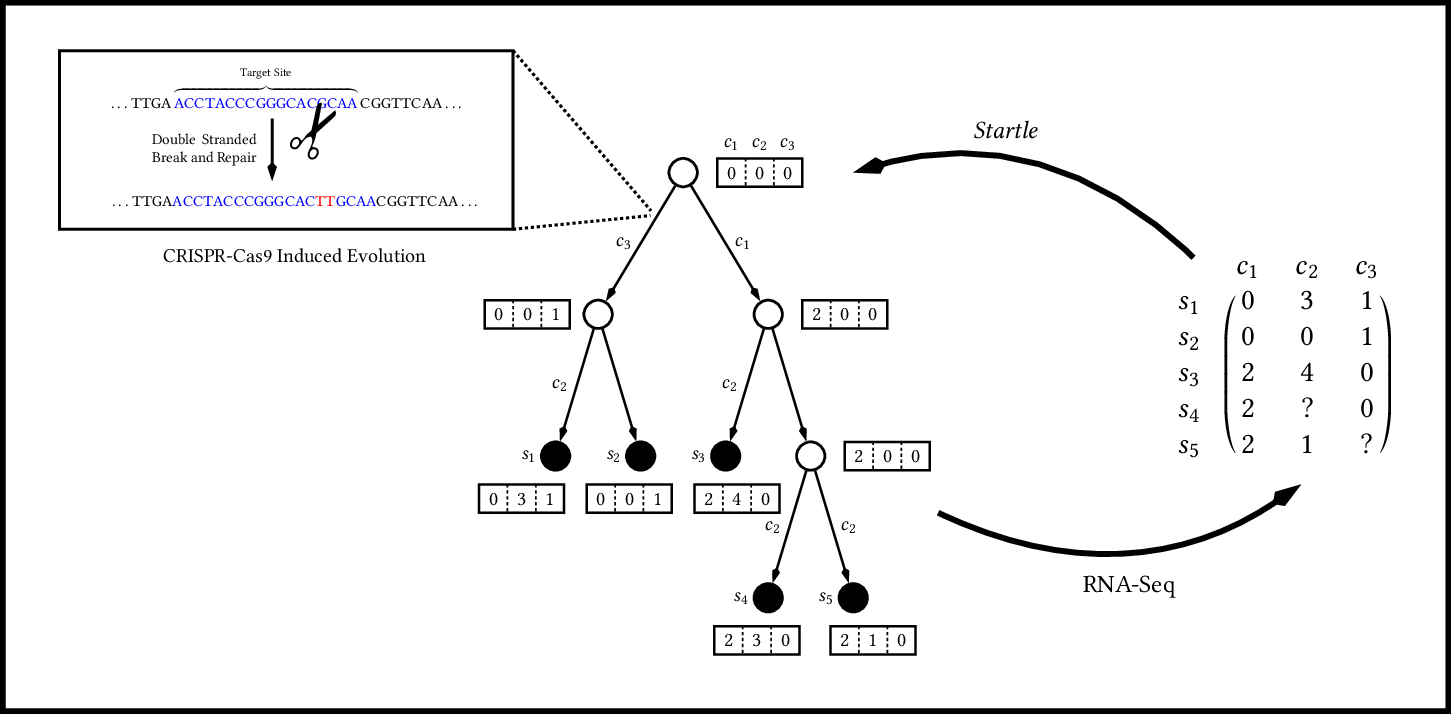 Target Site
...TTGA ACCTACCCGGGCACGCAA CGGTTCAA...
Double Stranded
Break and Repair
...TTGAACCTACCCGGGCACTTGCAACGGTTCAA...
CRISPR-Cas9 Induced Evolution
c₁ c₂ c₃
0 0 0
c₃ c₁
0 0 1
2 0 0
c₂ c₂
s₁ s₂ s₃
2 0 0
0 3 1
0 0 1
2 4 0
c₂ c₂
s₄ s₅
2 3 0
2 1 0
Startle
c₁ c₂ c₃
s₁ 0 3 1
s₂ 0 0 1
s₃ 2 4 0
s₄ 2 ? 0
s₅ 2 1 ?
RNA-Seq